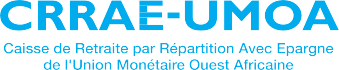 CRRAE-UMOA
Caisse de Retraite par Répartition Avec Epargne
de l'Union Monétaire Ouest Africaine